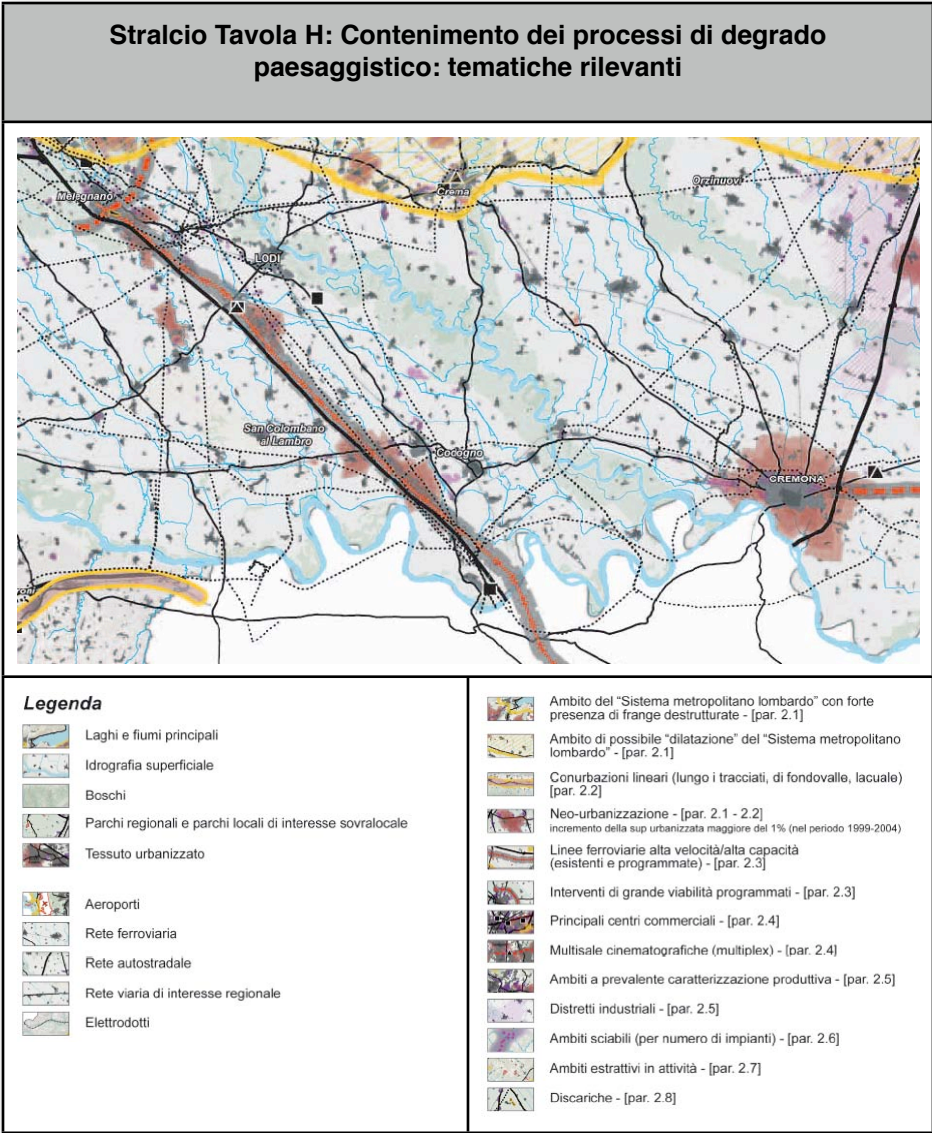 Stralcio Tavola H: Contenimento dei processi di degrado
paesaggistico: tematiche rilevanti
Melegnano
Crema
Orzinuovi
LODI
San Colombano
al Lambro
Codogno
CREMONA
Legenda
Laghi e fiumi principali
Idrografia superficiale
Boschi
Parchi regionali e parchi locali di interesse sovralocale
Tessuto urbanizzato
Aeroporti
Rete ferroviaria
Rete autostradale
Rete viaria di interesse regionale
Elettrodotti
Ambito del "Sistema metropolitano lombardo" con forte
presenza di frange destrutturate - [par. 2.1]
Ambito di possibile "dilatazione" del "Sistema metropolitano
lombardo" - [par. 2.1]
Conurbazioni lineari (lungo i tracciati, di fondovalle, lacuale)
[par. 2.2]
Neo-urbanizzazione - [par. 2.1 - 2.2]
incremento della sup urbanizzata maggiore del 1% (nel periodo 1999-2004)
Linee ferroviarie alta velocità/alta capacità
(esistenti e programmate) - [par. 2.3]
Interventi di grande viabilità programmati - [par. 2.3]
Principali centri commerciali - [par. 2.4]
Multisale cinematografiche (multiplex) - [par. 2.4]
Ambiti a prevalente caratterizzazione produttiva - [par. 2.5]
Distretti industriali - [par. 2.5]
Ambiti sciabili (per numero di impianti) - [par. 2.6]
Ambiti estrattivi in attività - [par. 2.7]
Discariche - [par. 2.8]